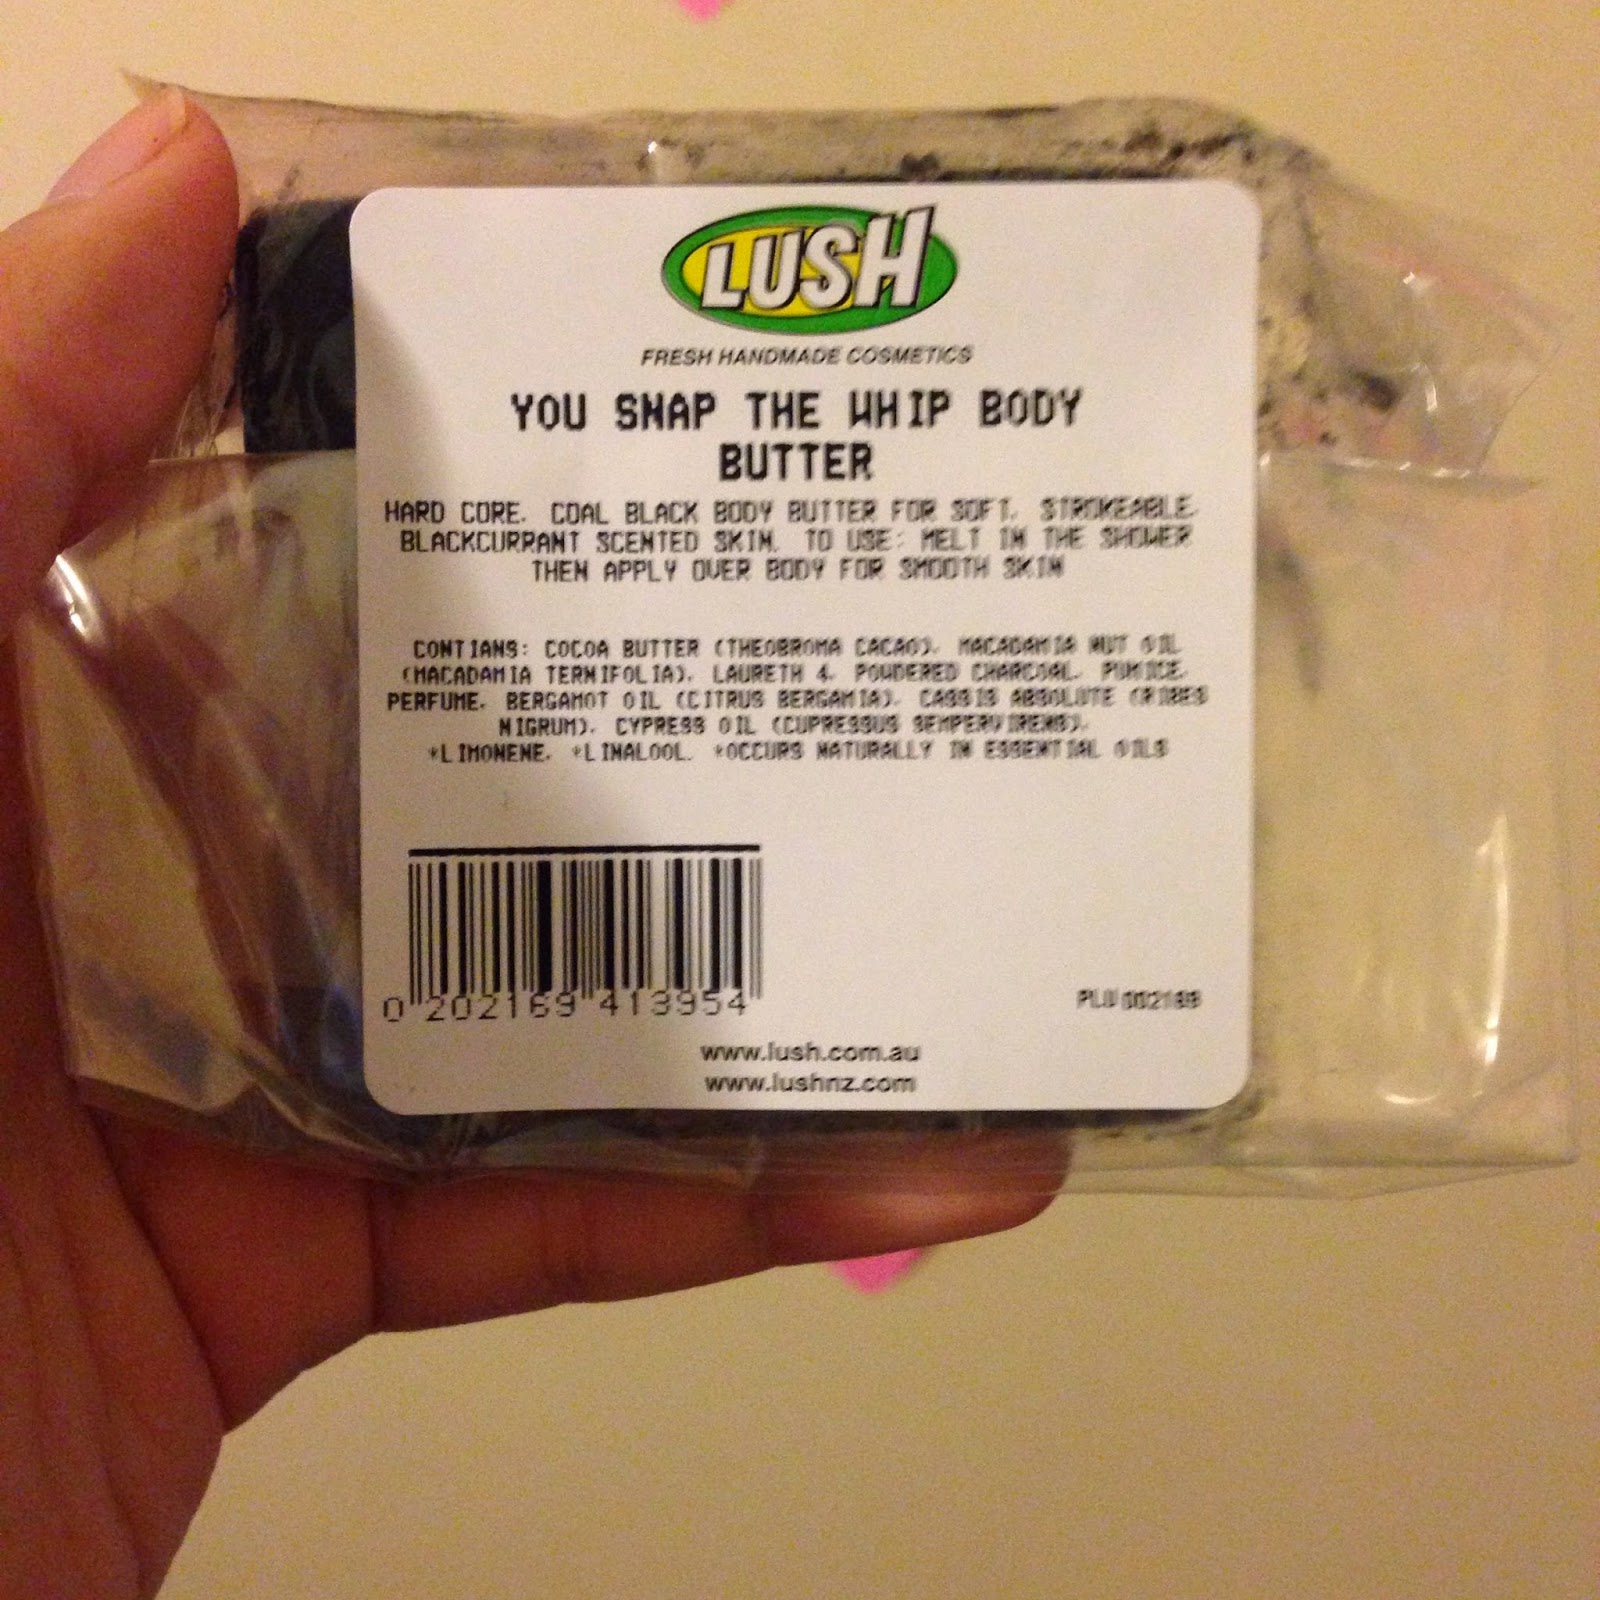 LUSH
FRESH HANDMADE COSMETICS
YOU SNAP THE WHIP BODY
BUTTER
HARD CORE, COAL BLACK BODY BUTTER FOR SOFT, STROKEABLE,
BLACKCURRANT SCENTED SKIN. TO USE: MELT IN THE SHOWER
THEN APPLY OVER BODY FOR SMOOTH SKIN
CONTIANS: COCOA BUTTER (THEOBROMA CACAO), MACADAMIA NUT OIL
(MACADAMIA TERNIFOLIA), LAURETH 4, POWDERED CHARCOAL, PUMICE,
PERFUME, BERGAMOT OIL (CITRUS BERGAMIA), CASSIS ABSOLUTE (RIBES
NIGRUM), CYPRESS OIL (CUPRESSUS SEMPERVIRENS),
*LIMONENE, *LINALOOL. *OCCURS NATURALLY IN ESSENTIAL OILS
0 202169 413954
PLU 002169
www.lush.com.au
www.lushnz.com